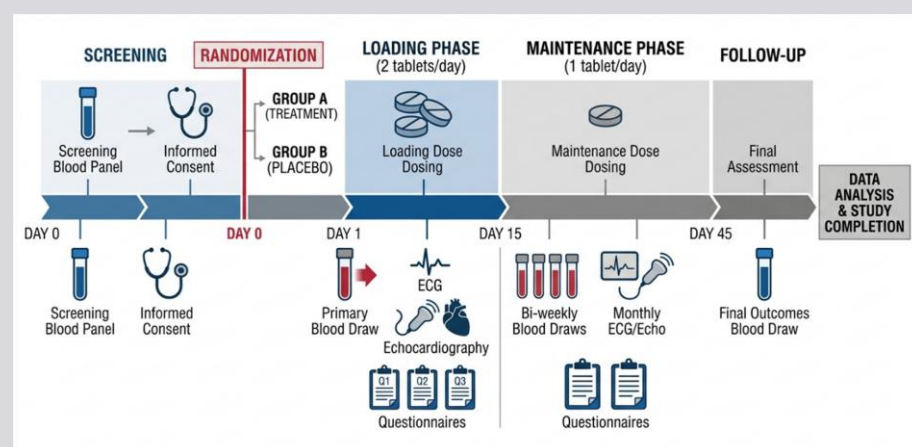 SCREENING
RANDOMIZATION
LOADING PHASE
(2 tablets/day)
MAINTENANCE PHASE
(1 tablet/day)
FOLLOW-UP
Screening
Blood Panel
Informed
Consent
GROUP A
(TREATMENT)
GROUP B
(PLACEBO)
Loading Dose
Dosing
Maintenance Dose
Dosing
Final
Assessment
DATA
ANALYSIS
& STUDY
COMPLETION
DAY 0
DAY 0
DAY 1
DAY 15
DAY 45
Screening
Blood Panel
Informed
Consent
Primary
Blood Draw
ECG
Echocardiography
Q1
Q2
Q3
Questionnaires
Bi-weekly
Blood Draws
Monthly
ECG/Echo
Questionnaires
Final Outcomes
Blood Draw